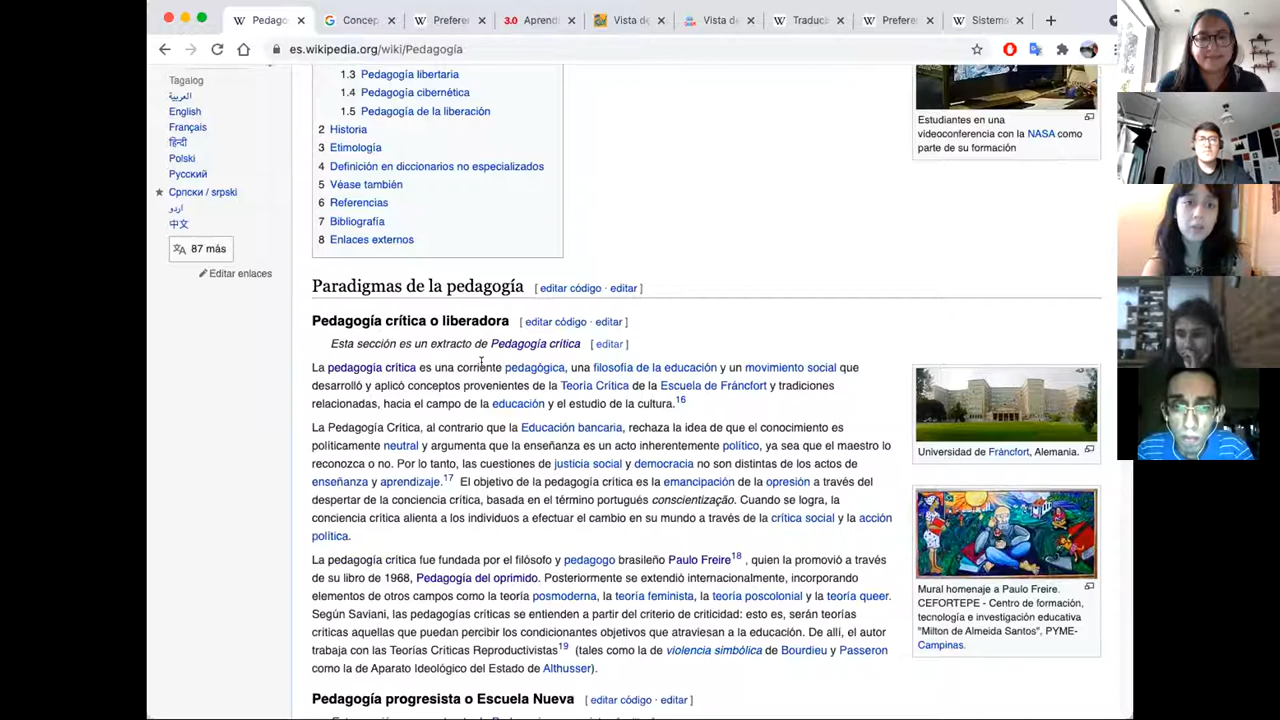 Pedago
Concep
Prefere
3.0 Aprendi
Vista de
Vista de
Traduci
Prefere
Sistema
es.wikipedia.org/wiki/Pedagogía
Tagalog
العربية
English
Français
हिन्दी
Polski
Русский
Српски / srpski
اردو
中文
87 más
Editar enlaces
1.3 Pedagogía libertaria
1.4 Pedagogía cibernética
1.5 Pedagogía de la liberación
2 Historia
3 Etimología
4 Definición en diccionarios no especializados
5 Véase también
6 Referencias
7 Bibliografía
8 Enlaces externos
Estudiantes en una
videoconferencia con la NASA como
parte de su formación
Paradigmas de la pedagogía [ editar código · editar ]
Pedagogía crítica o liberadora [ editar código · editar ]
Esta sección es un extracto de Pedagogía crítica [ editar ]
La pedagogía crítica es una corriente pedagógica, una filosofía de la educación y un movimiento social que
desarrolló y aplicó conceptos provenientes de la Teoría Crítica de la Escuela de Fráncfort y tradiciones
relacionadas, hacia el campo de la educación y el estudio de la cultura.16
La Pedagogía Crítica, al contrario que la Educación bancaria, rechaza la idea de que el conocimiento es
políticamente neutral y argumenta que la enseñanza es un acto inherentemente político, ya sea que el maestro lo
reconozca o no. Por lo tanto, las cuestiones de justicia social y democracia no son distintas de los actos de
enseñanza y aprendizaje.17 El objetivo de la pedagogía crítica es la emancipación de la opresión a través del
despertar de la conciencia crítica, basada en el término portugués conscientização. Cuando se logra, la
conciencia crítica alienta a los individuos a efectuar el cambio en su mundo a través de la crítica social y la acción
política.
La pedagogía crítica fue fundada por el filósofo y pedagogo brasileño Paulo Freire18 , quien la promovió a través
de su libro de 1968, Pedagogía del oprimido. Posteriormente se extendió internacionalmente, incorporando
elementos de otros campos como la teoría posmoderna, la teoría feminista, la teoría poscolonial y la teoría queer.
Según Saviani, las pedagogías críticas se entienden a partir del criterio de criticidad: esto es, serán teorías
críticas aquellas que puedan percibir los condicionantes objetivos que atraviesan a la educación. De allí, el autor
trabaja con las Teorías Críticas Reproductivistas19 (tales como la de violencia simbólica de Bourdieu y Passeron
como la de Aparato Ideológico del Estado de Althusser).
Universidad de Fráncfort, Alemania.
Mural homenaje a Paulo Freire.
CEFORTEPE - Centro de formación,
tecnología e investigación educativa
"Milton de Almeida Santos", PYME-
Campinas.
Pedagogía progresista o Escuela Nueva [ editar código · editar ]